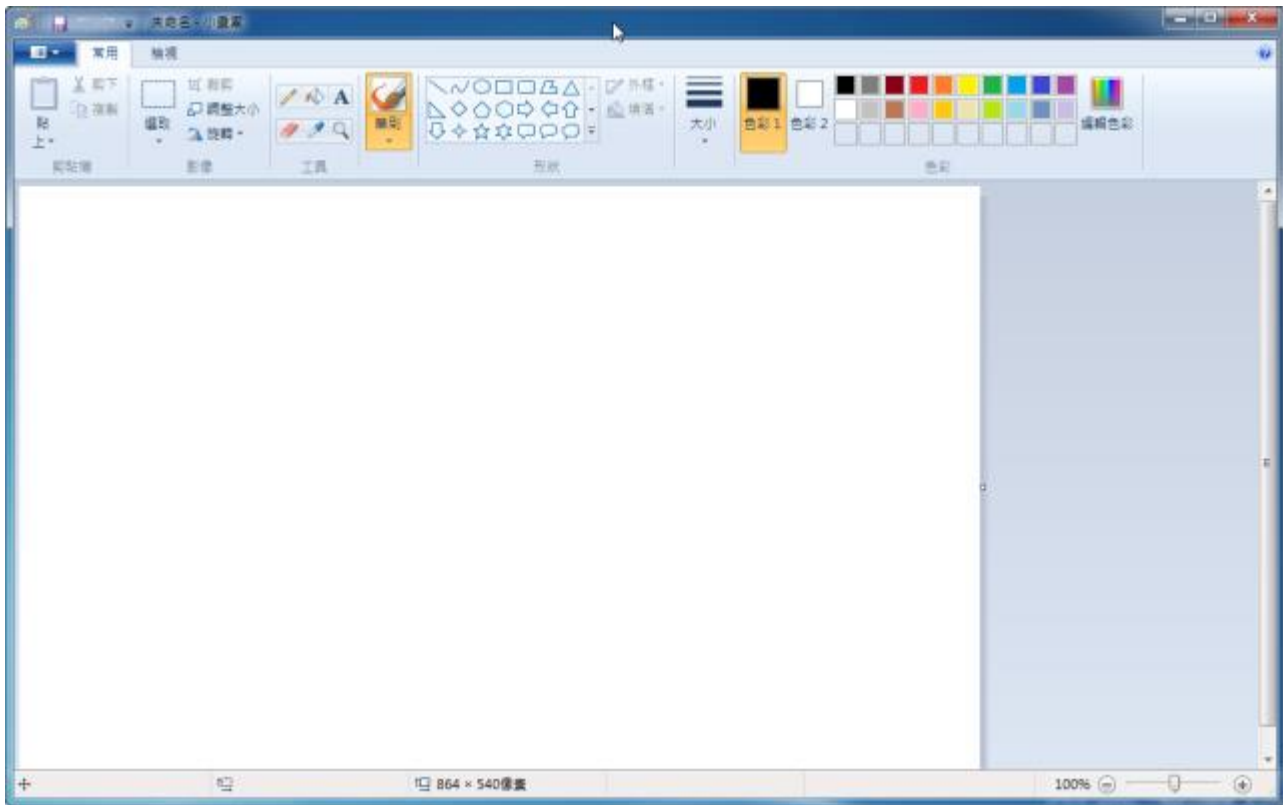 未命名 - 小畫家
常用 檢視
貼上 剪下 複製
選取 裁剪 調整大小 旋轉
A
筆刷
外框 填滿
大小
色彩 1 色彩 2
編輯色彩
剪貼簿 影像 工具 形狀 色彩
864 × 540像素 100%